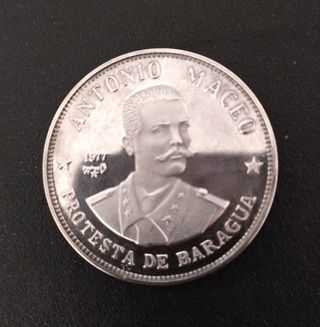 ANTONIO MACEO
1977
PROTESTA DE BARAGUA